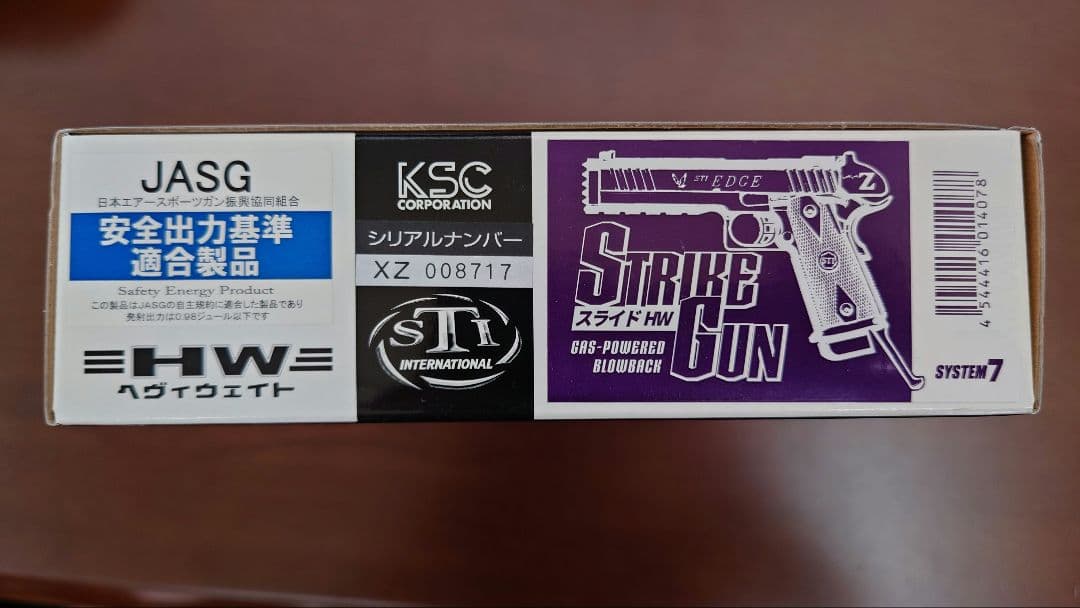 JASG
日本エアースポーツガン振興協同組合
安全出力基準
適合製品
Safety Energy Product
この製品はJASGの自主規約に適合した製品であり
発射出力は0.98ジュール以下です
HW
ヘヴィウェイト
KSC
CORPORATION
シリアルナンバー
XZ 008717
STI
INTERNATIONAL
STI EDGE
Z
STI
STRIKE
スライドHW
GUN
GAS-POWERED
BLOWBACK
4 544416 014078
SYSTEM7